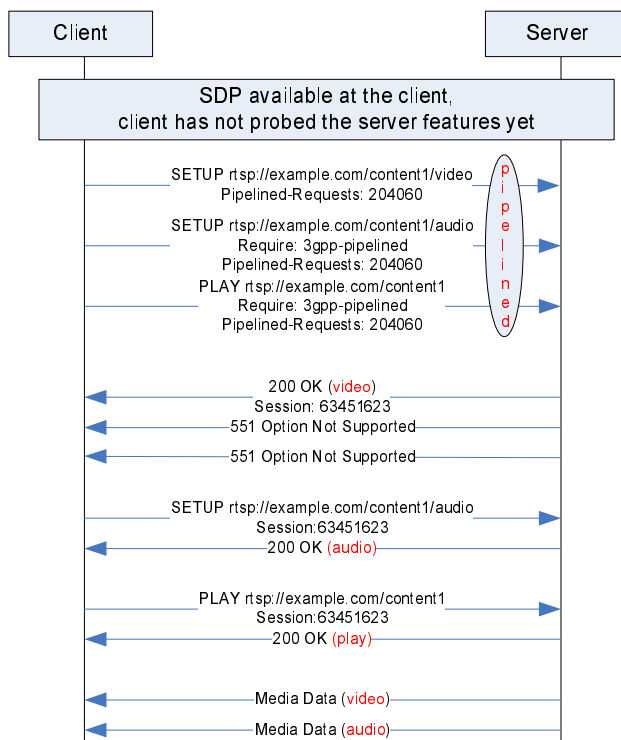 Client
Server
SDP available at the client,
client has not probed the server features yet
SETUP rtsp://example.com/content1/video
Pipelined-Requests: 204060
SETUP rtsp://example.com/content1/audio
Require: 3gpp-pipelined
Pipelined-Requests: 204060
PLAY rtsp://example.com/content1
Require: 3gpp-pipelined
Pipelined-Requests: 204060
pipelined
200 OK (video)
Session: 63451623
551 Option Not Supported
551 Option Not Supported
SETUP rtsp://example.com/content1/audio
Session:63451623
200 OK (audio)
PLAY rtsp://example.com/content1
Session:63451623
200 OK (play)
Media Data (video)
Media Data (audio)